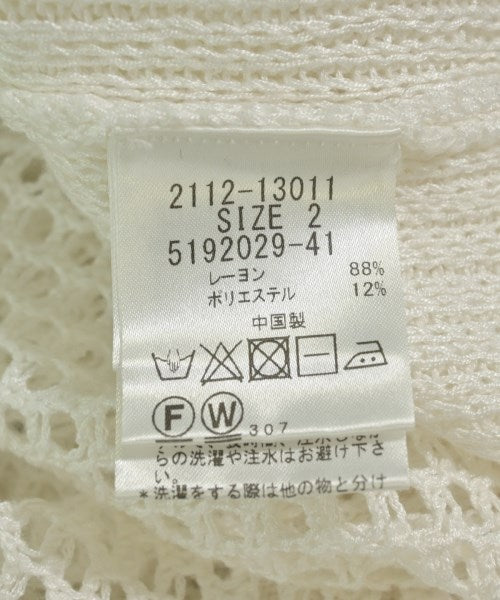 2112-13011
SIZE 2
5192029-41
レーヨン 88%
ポリエステル 12%
中国製
F W 307
らの洗濯や注水はお避け下さ
い。
*洗濯をする際は他の物と分け